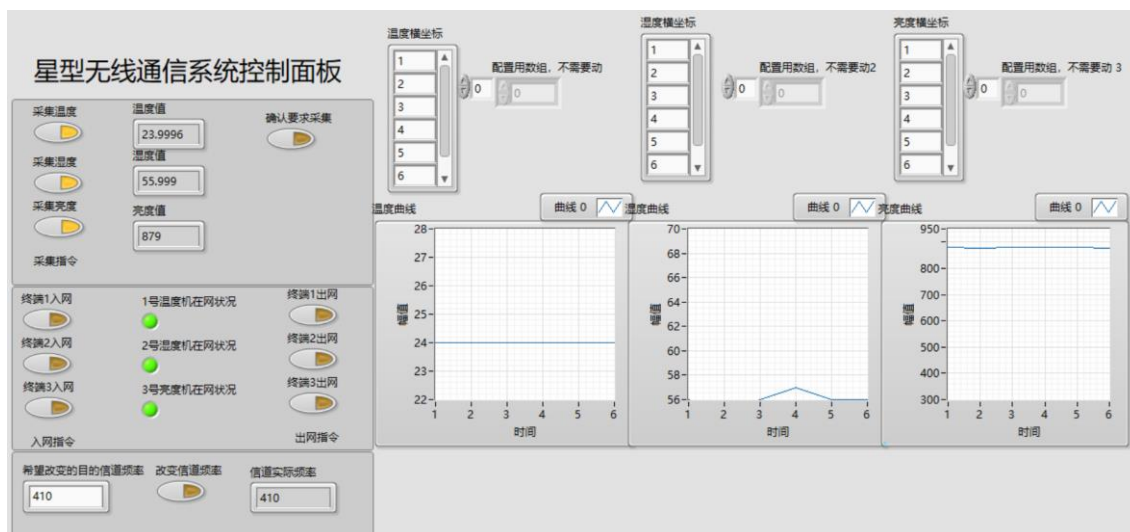 星型无线通信系统控制面板
采集温度
温度值
23.9996
确认要求采集
采集湿度
湿度值
55.999
采集亮度
亮度值
879
采集指令
终端1入网
1号温度机在网状况
终端1出网
终端2入网
2号湿度机在网状况
终端2出网
终端3入网
3号亮度机在网状况
终端3出网
入网指令
出网指令
希望改变的目的信道频率
改变信道频率
信道实际频率
410
410
温度横坐标
1
2
3
4
5
6
0
配置用数组，不需要动
0
湿度横坐标
1
2
3
4
5
6
0
配置用数组，不需要动2
0
亮度横坐标
1
2
3
4
5
6
0
配置用数组，不需要动 3
0
温度曲线
曲线 0
28
27
26
25
24
23
22
幅值
1 2 3 4 5 6
时间
湿度曲线
曲线 0
70
68
66
64
62
60
58
56
幅值
1 2 3 4 5 6
时间
亮度曲线
曲线 0
950
800
700
600
500
400
300
幅值
1 2 3 4 5 6
时间